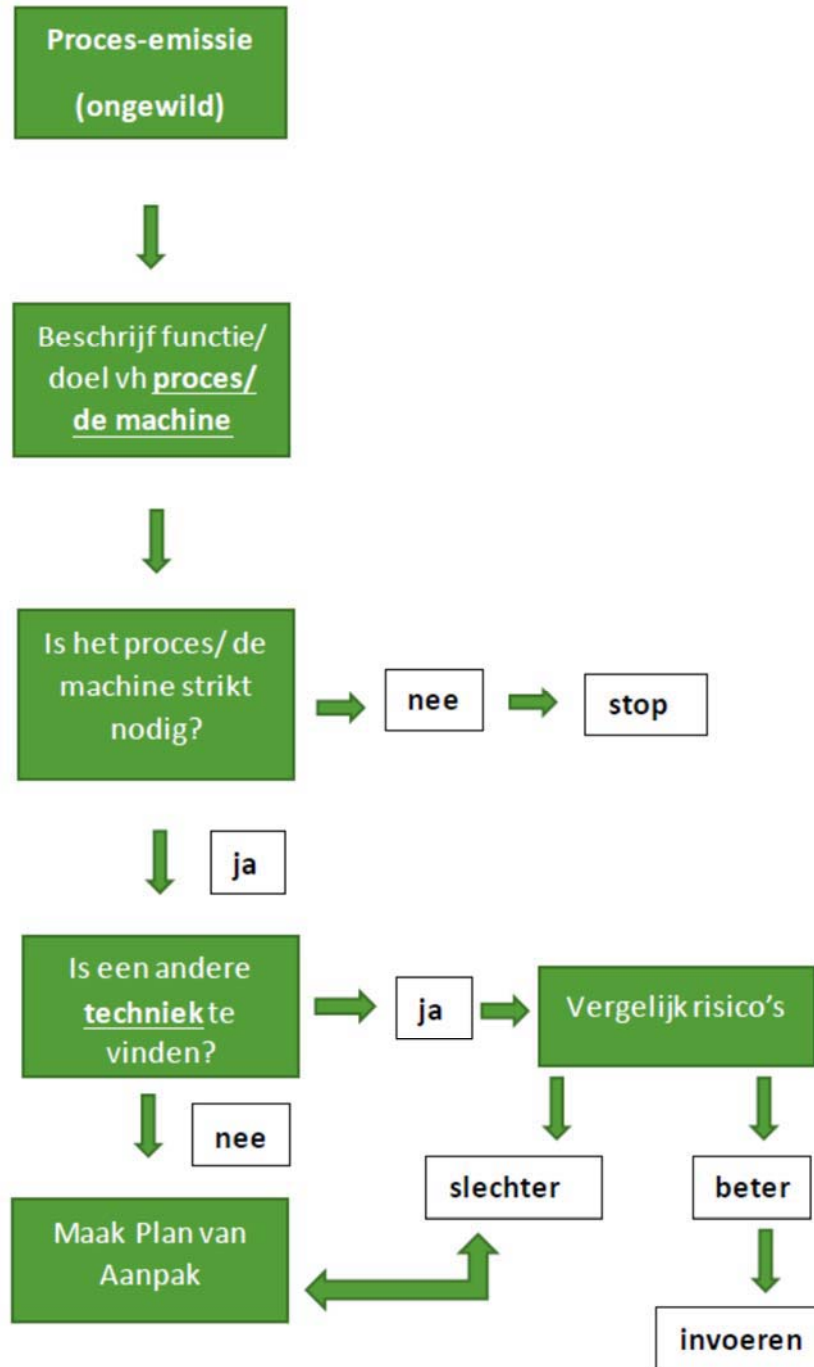 Proces-emissie
(ongewild)
Beschrijf functie/
doel vh proces/
de machine
Is het proces/ de
machine strikt
nodig?
nee
stop
ja
Is een andere
techniek te
vinden?
ja
Vergelijk risico's
nee
slechter
beter
Maak Plan van
Aanpak
invoeren